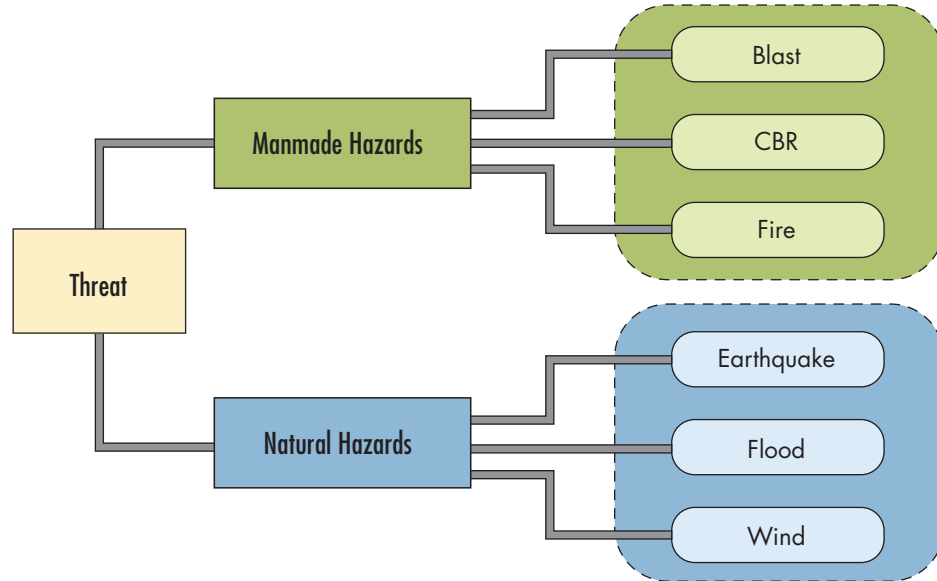 Threat
Manmade Hazards
Blast
CBR
Fire
Natural Hazards
Earthquake
Flood
Wind